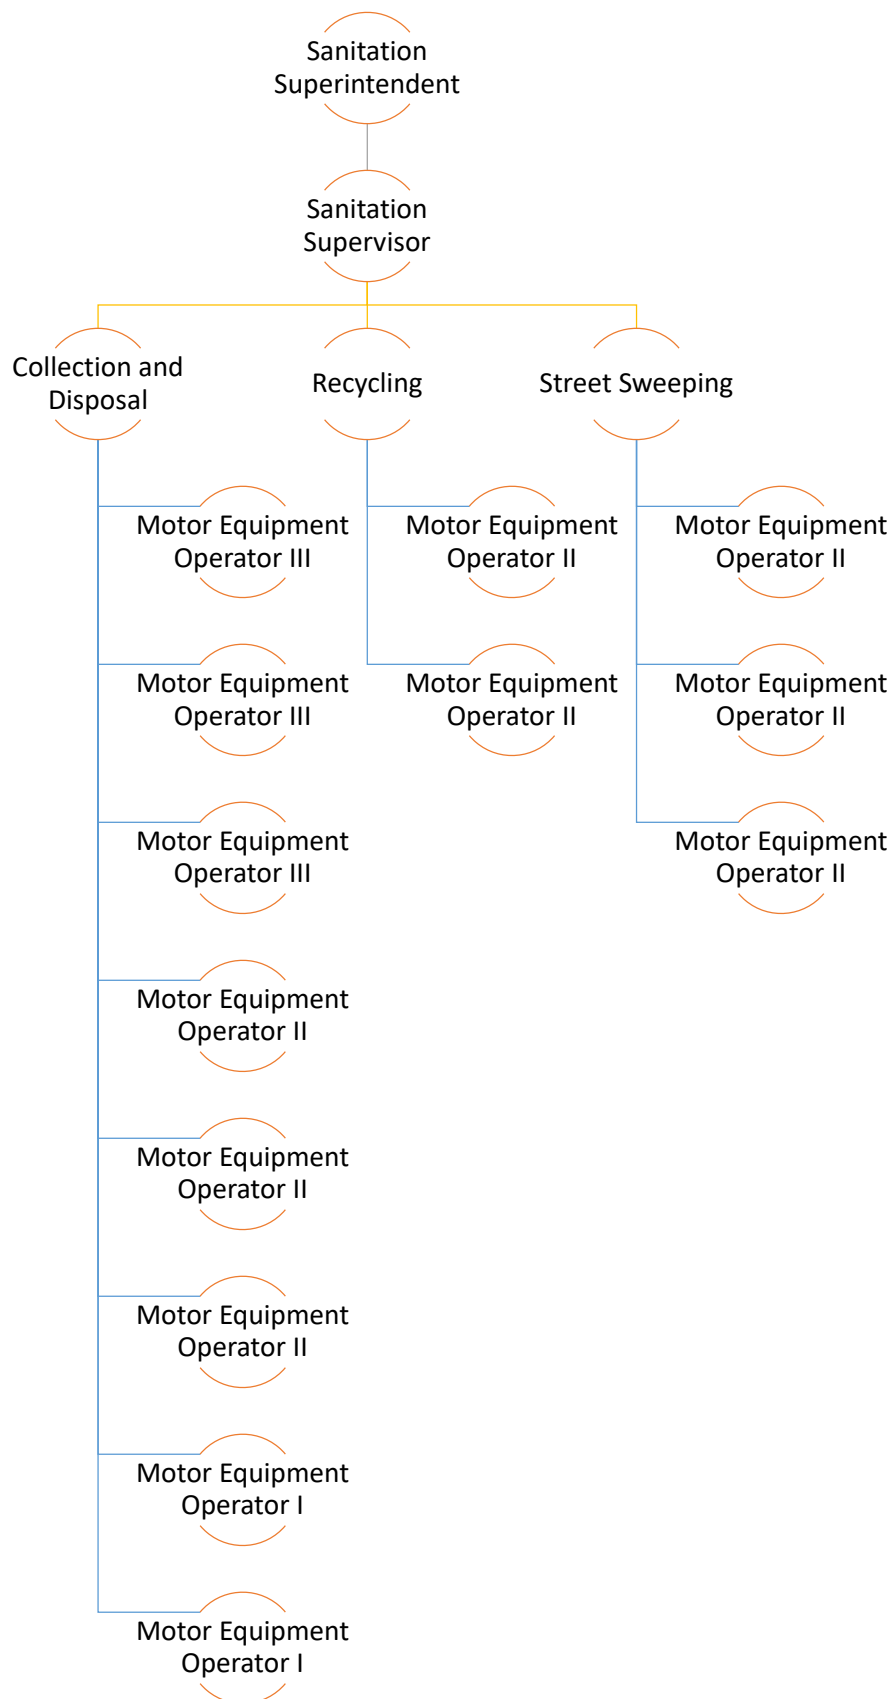 Sanitation
Superintendent
Sanitation
Supervisor
Collection and
Disposal
Recycling
Street Sweeping
Motor Equipment
Operator III
Motor Equipment
Operator II
Motor Equipment
Operator II
Motor Equipment
Operator III
Motor Equipment
Operator II
Motor Equipment
Operator II
Motor Equipment
Operator III
Motor Equipment
Operator II
Motor Equipment
Operator II
Motor Equipment
Operator II
Motor Equipment
Operator II
Motor Equipment
Operator I
Motor Equipment
Operator I